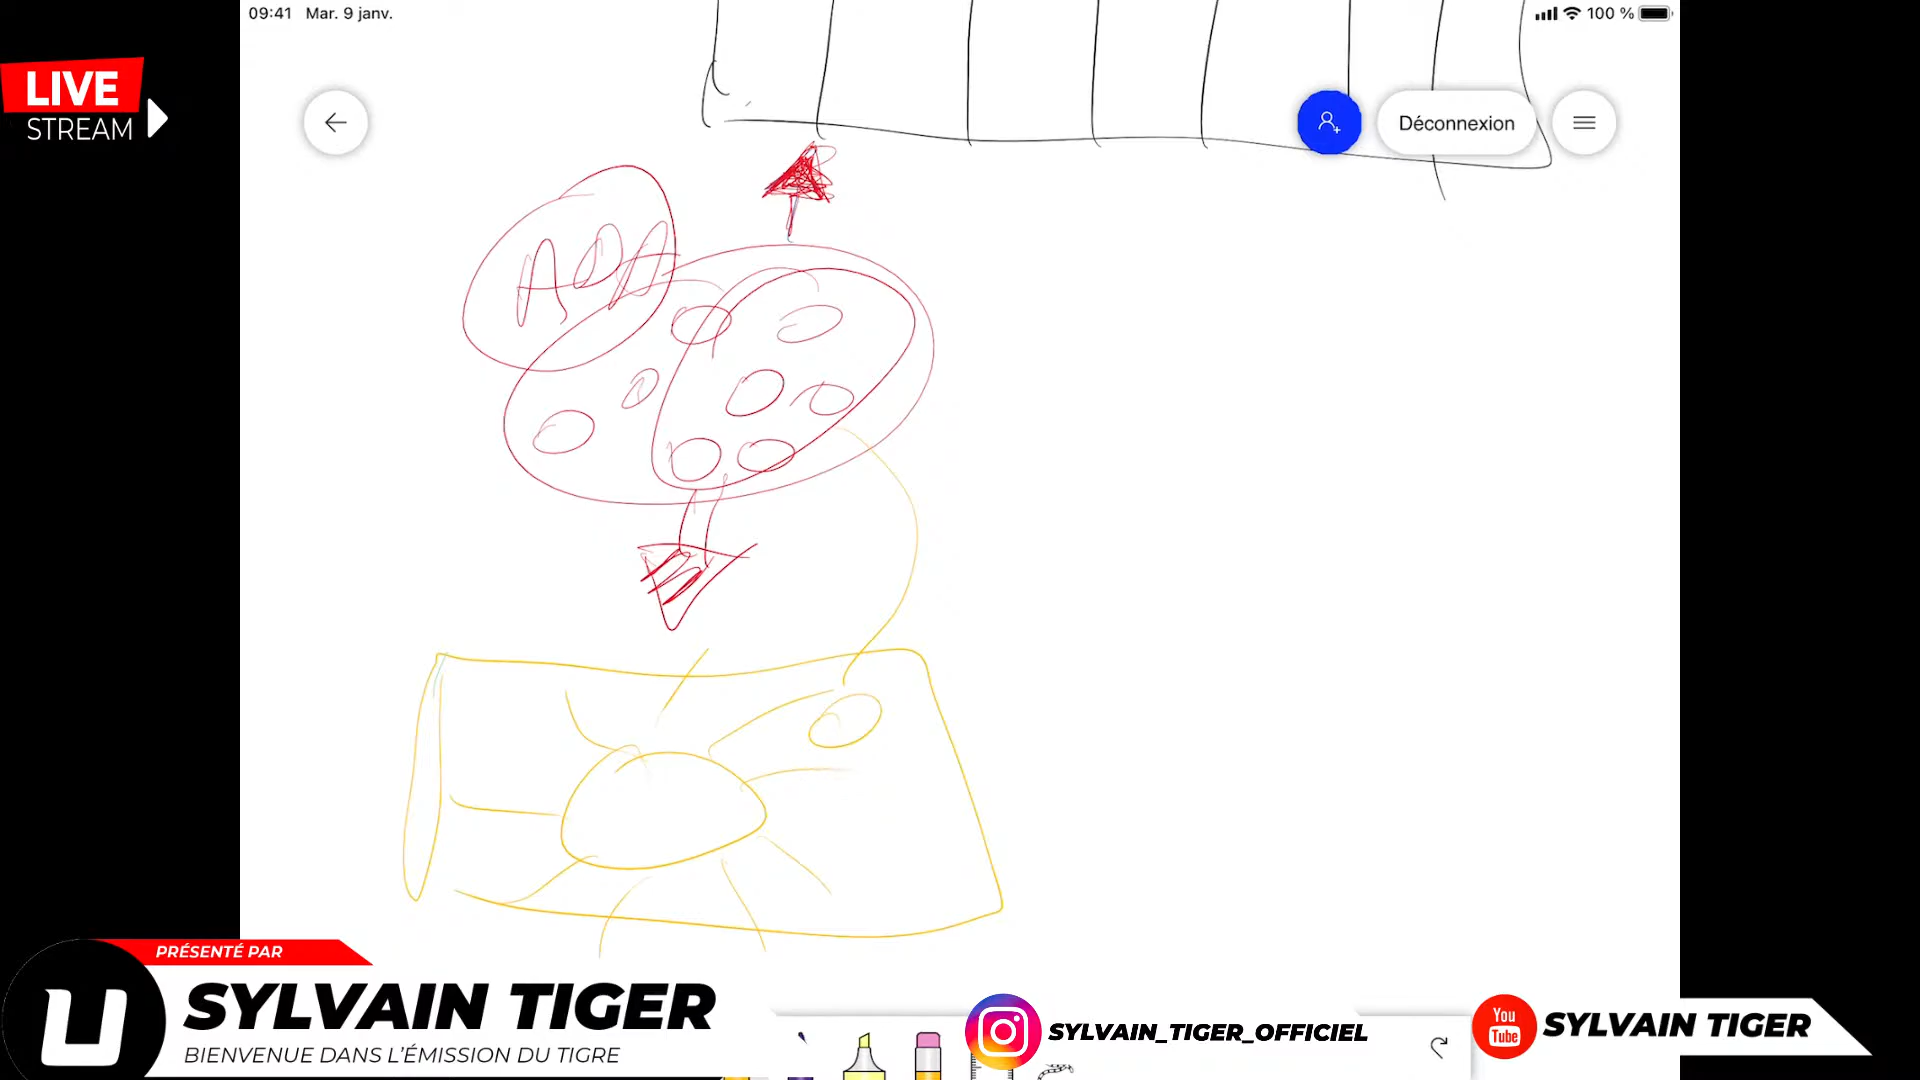 09:41 Mar. 9 janv.
100 %
LIVE
STREAM
Déconnexion
ADA
PRÉSENTÉ PAR
SYLVAIN TIGER
BIENVENUE DANS L'ÉMISSION DU TIGRE
SYLVAIN_TIGER_OFFICIEL
You
Tube
SYLVAIN TIGER